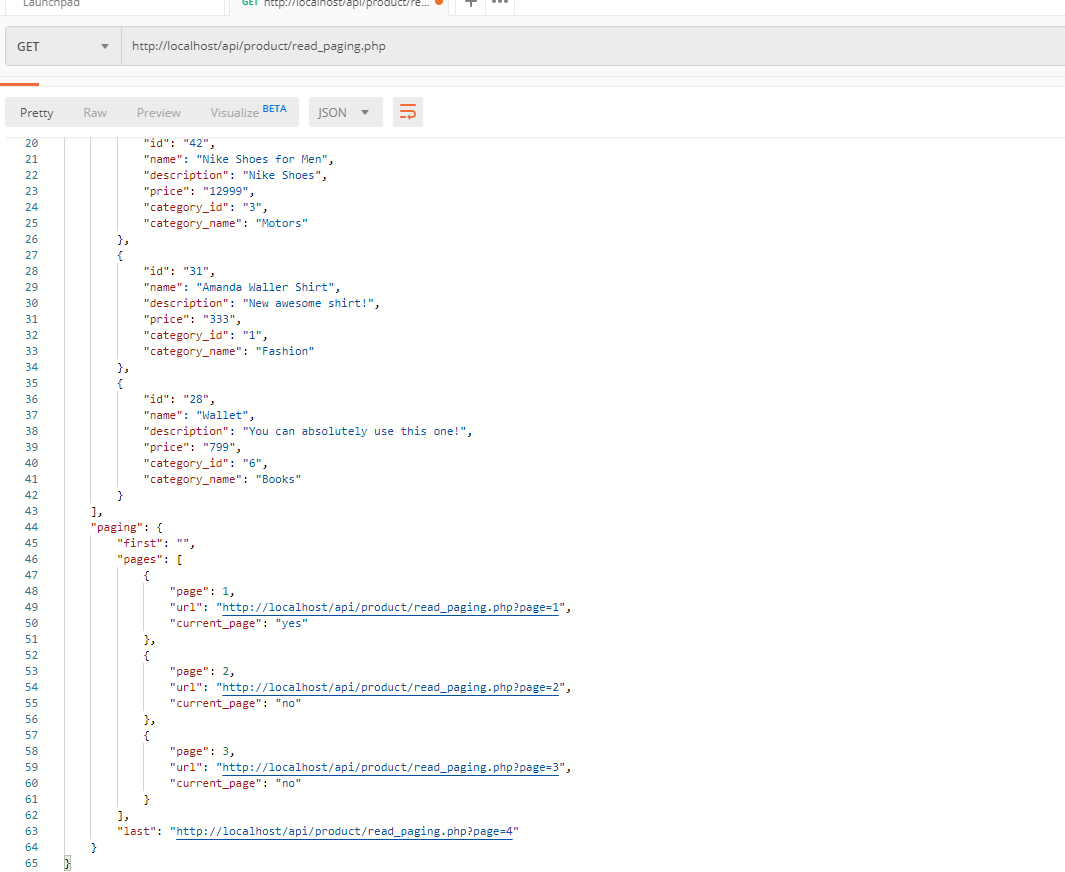 Launchpad GET http://localhost/api/product/re... + •••
GET http://localhost/api/product/read_paging.php
Pretty Raw Preview Visualize BETA JSON
20 "id": "42",
21 "name": "Nike Shoes for Men",
22 "description": "Nike Shoes",
23 "price": "12999",
24 "category_id": "3",
25 "category_name": "Motors"
26 },
27 {
28 "id": "31",
29 "name": "Amanda Waller Shirt",
30 "description": "New awesome shirt!",
31 "price": "333",
32 "category_id": "1",
33 "category_name": "Fashion"
34 },
35 {
36 "id": "28",
37 "name": "Wallet",
38 "description": "You can absolutely use this one!",
39 "price": "799",
40 "category_id": "6",
41 "category_name": "Books"
42 }
43 ],
44 "paging": {
45 "first": "",
46 "pages": [
47 {
48 "page": 1,
49 "url": "http://localhost/api/product/read_paging.php?page=1",
50 "current_page": "yes"
51 },
52 {
53 "page": 2,
54 "url": "http://localhost/api/product/read_paging.php?page=2",
55 "current_page": "no"
56 },
57 {
58 "page": 3,
59 "url": "http://localhost/api/product/read_paging.php?page=3",
60 "current_page": "no"
61 }
62 ],
63 "last": "http://localhost/api/product/read_paging.php?page=4"
64 }
65 }